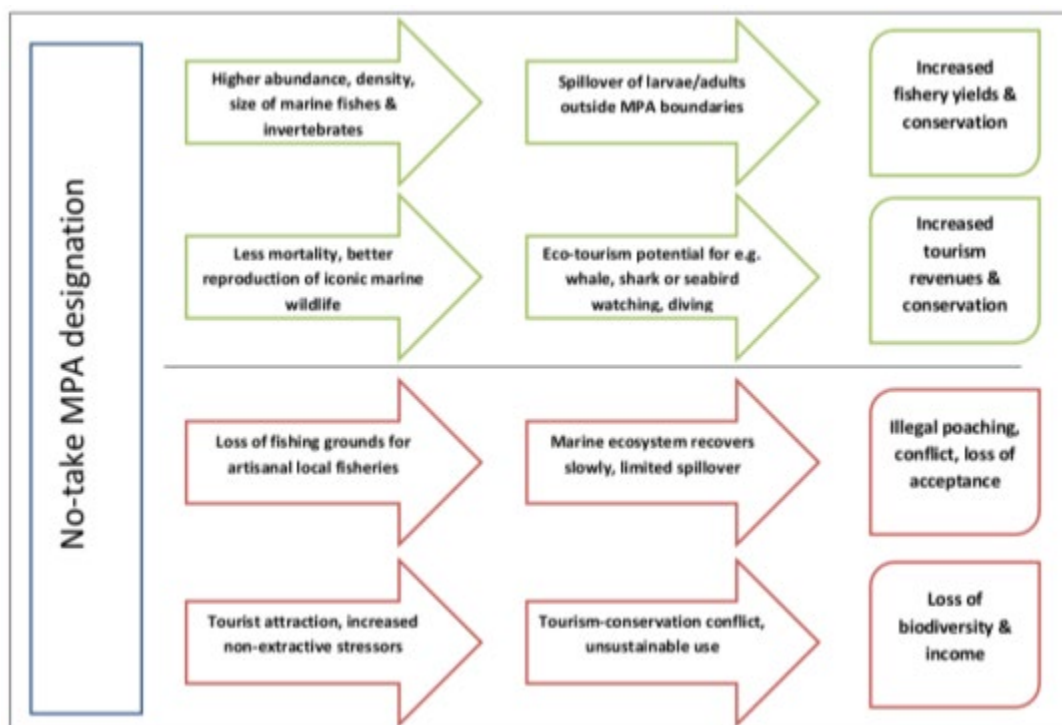 No-take MPA designation
Higher abundance, density,
size of marine fishes &
invertebrates
Spillover of larvae/adults
outside MPA boundaries
Increased
fishery yields &
conservation
Less mortality, better
reproduction of iconic marine
wildlife
Eco-tourism potential for e.g.
whale, shark or seabird
watching, diving
Increased
tourism
revenues &
conservation
Loss of fishing grounds for
artisanal local fisheries
Marine ecosystem recovers
slowly, limited spillover
Illegal poaching,
conflict, loss of
acceptance
Tourist attraction, increased
non-extractive stressors
Tourism-conservation conflict,
unsustainable use
Loss of
biodiversity &
income